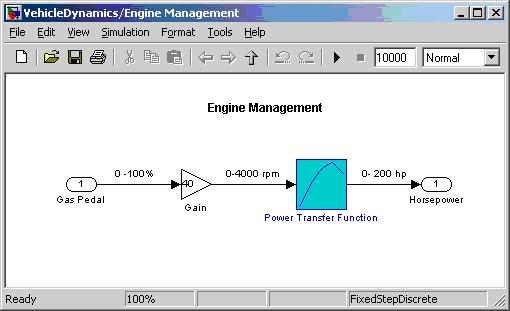 VehicleDynamics/Engine Management
File Edit View Simulation Format Tools Help
10000 Normal
Engine Management
0 -100% 0-4000 rpm 0- 200 hp
1 40 1
Gas Pedal Gain Power Transfer Function Horsepower
Ready 100% FixedStepDiscrete